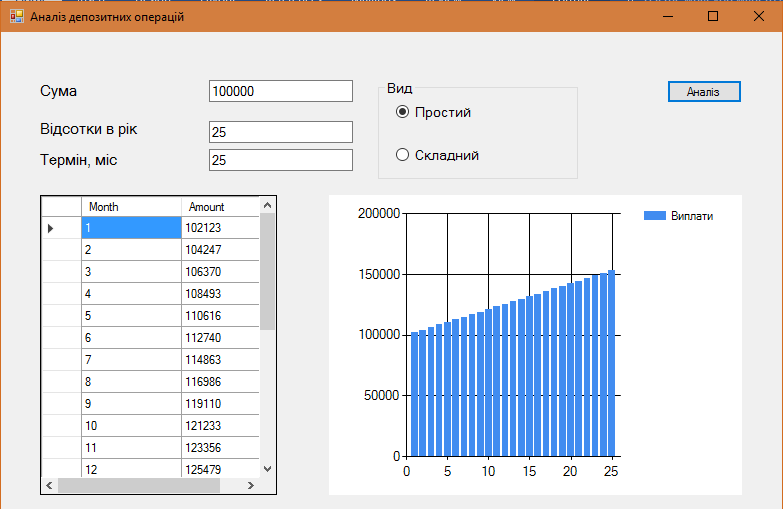 Аналіз депозитних операцій
Сума
100000
Відсотки в рік
25
Термін, міс
25
Вид
Простий
Складний
Аналіз
Month Amount
1 102123
2 104247
3 106370
4 108493
5 110616
6 112740
7 114863
8 116986
9 119110
10 121233
11 123356
12 125479
200000
150000
100000
50000
0
0 5 10 15 20 25
Виплати